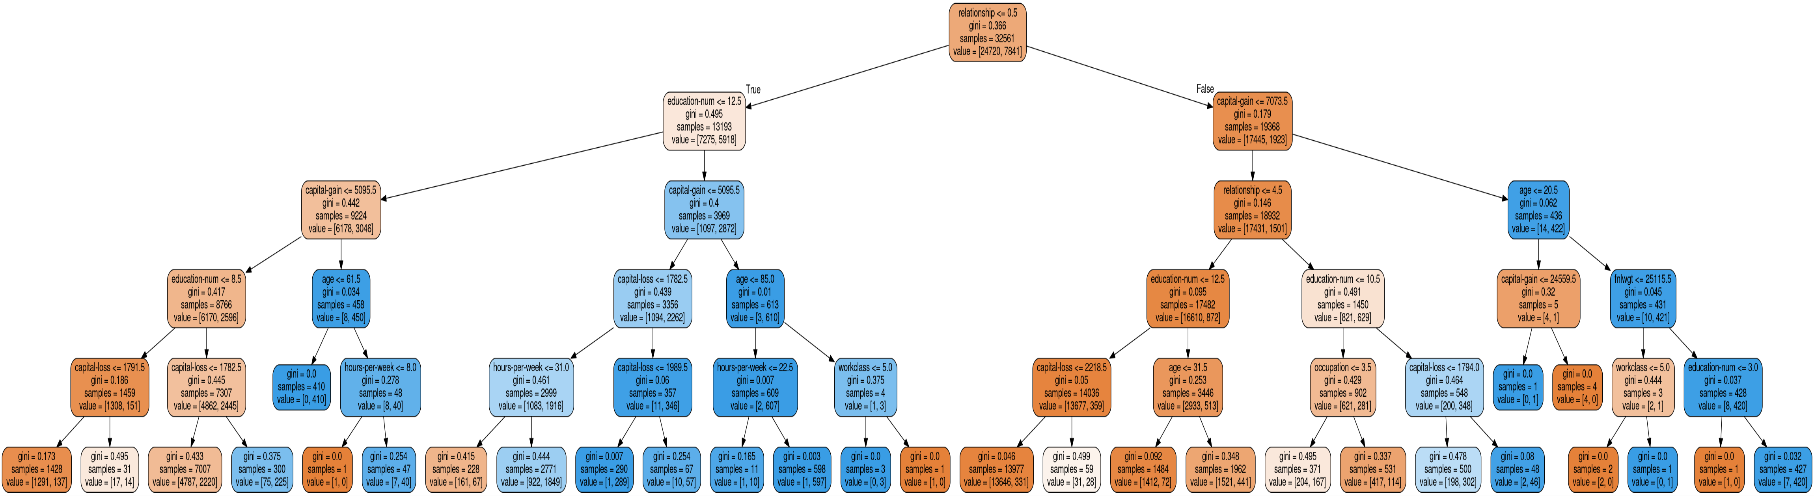 relationship <= 0.5
gini = 0.366
samples = 32561
value = [24720, 7841]
True
False
education-num <= 12.5
gini = 0.495
samples = 13193
value = [7275, 5918]
capital-gain <= 7073.5
gini = 0.179
samples = 19368
value = [17445, 1923]
capital-gain <= 5095.5
gini = 0.442
samples = 9224
value = [6178, 3046]
capital-gain <= 5095.5
gini = 0.4
samples = 3969
value = [1097, 2872]
relationship <= 4.5
gini = 0.146
samples = 18932
value = [17431, 1501]
age <= 20.5
gini = 0.062
samples = 436
value = [14, 422]
education-num <= 8.5
gini = 0.417
samples = 8766
value = [6170, 2596]
age <= 61.5
gini = 0.034
samples = 458
value = [8, 450]
capital-loss <= 1782.5
gini = 0.439
samples = 3356
value = [1094, 2262]
age <= 85.0
gini = 0.01
samples = 613
value = [3, 610]
education-num <= 12.5
gini = 0.095
samples = 17482
value = [16610, 872]
education-num <= 10.5
gini = 0.491
samples = 1450
value = [821, 629]
capital-gain <= 24559.5
gini = 0.32
samples = 5
value = [4, 1]
fnlwgt <= 25115.5
gini = 0.045
samples = 431
value = [10, 421]
capital-loss <= 1791.5
gini = 0.186
samples = 1459
value = [1308, 151]
capital-loss <= 1782.5
gini = 0.445
samples = 7307
value = [4862, 2445]
gini = 0.0
samples = 410
value = [0, 410]
hours-per-week <= 8.0
gini = 0.278
samples = 48
value = [8, 40]
hours-per-week <= 31.0
gini = 0.461
samples = 2999
value = [1083, 1916]
capital-loss <= 1989.5
gini = 0.06
samples = 357
value = [11, 346]
hours-per-week <= 22.5
gini = 0.007
samples = 609
value = [2, 607]
workclass <= 5.0
gini = 0.375
samples = 4
value = [1, 3]
capital-loss <= 2218.5
gini = 0.05
samples = 14036
value = [13677, 359]
age <= 31.5
gini = 0.253
samples = 3446
value = [2933, 513]
occupation <= 3.5
gini = 0.429
samples = 902
value = [621, 281]
capital-loss <= 1794.0
gini = 0.464
samples = 548
value = [200, 348]
gini = 0.0
samples = 1
value = [0, 1]
gini = 0.0
samples = 4
value = [4, 0]
workclass <= 5.0
gini = 0.444
samples = 3
value = [2, 1]
education-num <= 3.0
gini = 0.037
samples = 428
value = [8, 420]
gini = 0.173
samples = 1428
value = [1291, 137]
gini = 0.495
samples = 31
value = [17, 14]
gini = 0.433
samples = 7007
value = [4787, 2220]
gini = 0.375
samples = 300
value = [75, 225]
gini = 0.0
samples = 1
value = [1, 0]
gini = 0.254
samples = 47
value = [7, 40]
gini = 0.415
samples = 228
value = [161, 67]
gini = 0.444
samples = 2771
value = [922, 1849]
gini = 0.007
samples = 290
value = [1, 289]
gini = 0.254
samples = 67
value = [10, 57]
gini = 0.165
samples = 11
value = [1, 10]
gini = 0.003
samples = 598
value = [1, 597]
gini = 0.0
samples = 3
value = [0, 3]
gini = 0.0
samples = 1
value = [1, 0]
gini = 0.046
samples = 13977
value = [13646, 331]
gini = 0.499
samples = 59
value = [31, 28]
gini = 0.092
samples = 1484
value = [1412, 72]
gini = 0.348
samples = 1962
value = [1521, 441]
gini = 0.495
samples = 371
value = [204, 167]
gini = 0.337
samples = 531
value = [417, 114]
gini = 0.478
samples = 500
value = [198, 302]
gini = 0.08
samples = 48
value = [2, 46]
gini = 0.0
samples = 2
value = [2, 0]
gini = 0.0
samples = 1
value = [0, 1]
gini = 0.0
samples = 1
value = [1, 0]
gini = 0.032
samples = 427
value = [7, 420]